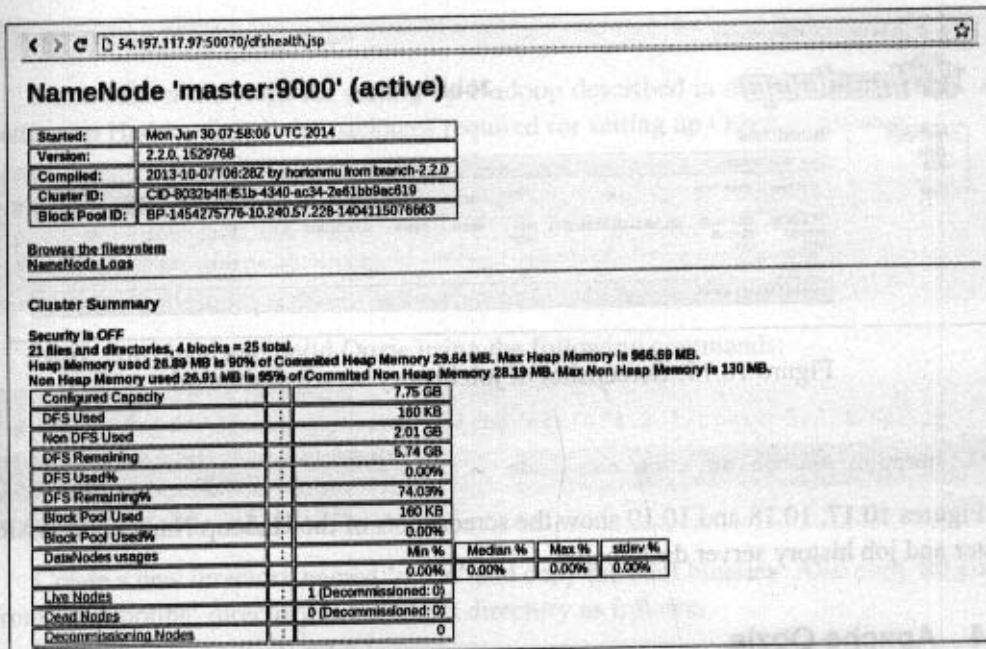 54.197.117.97:50070/dfshealth.jsp
NameNode 'master:9000' (active)
Started: Mon Jun 30 07:58:05 UTC 2014
Version: 2.2.0, 1529768
Compiled: 2013-10-07T06:28Z by hortonmu from branch-2.2.0
Cluster ID: CID-8032b4ff-f51b-4340-ac34-2e61bb9ac619
Block Pool ID: BP-1454275776-10.240.57.228-1404115076663
Browse the filesystem
NameNode Logs
Cluster Summary
Security is OFF
21 files and directories, 4 blocks = 25 total.
Heap Memory used 26.89 MB is 90% of Commited Heap Memory 29.64 MB. Max Heap Memory is 966.69 MB.
Non Heap Memory used 26.91 MB is 95% of Commited Non Heap Memory 28.19 MB. Max Non Heap Memory is 130 MB.
Configured Capacity : 7.75 GB
DFS Used : 160 KB
Non DFS Used : 2.01 GB
DFS Remaining : 5.74 GB
DFS Used% : 0.00%
DFS Remaining% : 74.03%
Block Pool Used : 160 KB
Block Pool Used% : 0.00%
DataNodes usages : Min % Median % Max % stdev %
0.00% 0.00% 0.00% 0.00%
Live Nodes : 1 (Decommissioned: 0)
Dead Nodes : 0 (Decommissioned: 0)
Decommissioning Nodes : 0